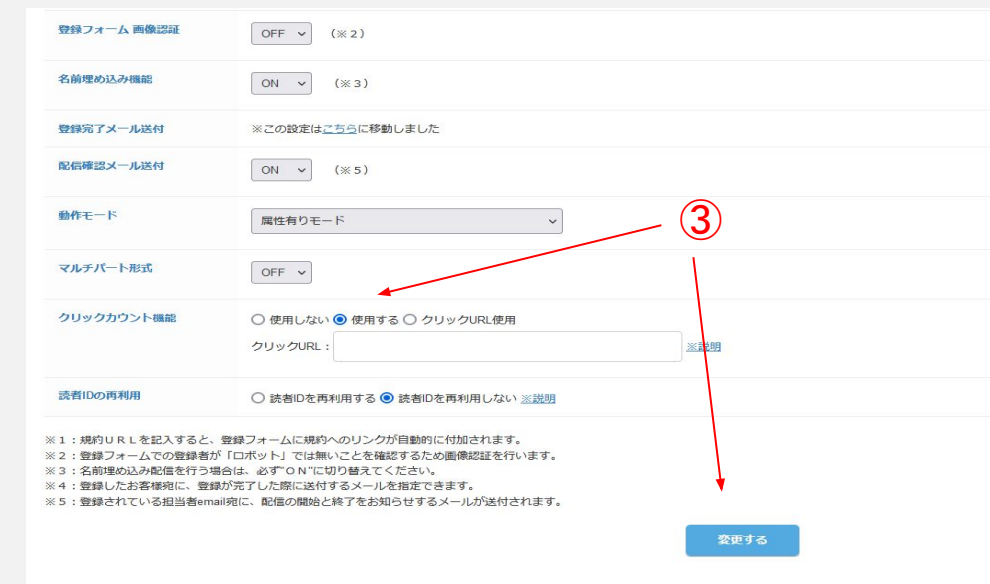 登録フォーム 画像認証 OFF (※２)
名前埋め込み機能 ON (※３)
登録完了メール送付 ※この設定はこちらに移動しました
配信確認メール送付 ON (※５)
動作モード 属性有りモード
③
マルチパート形式 OFF
クリックカウント機能 使用しない 使用する クリックURL使用
クリックURL： ※説明
読者IDの再利用 読者IDを再利用する 読者IDを再利用しない ※説明
※１：規約ＵＲＬを記入すると、登録フォームに規約へのリンクが自動的に付加されます。
※２：登録フォームでの登録者が「ロボット」では無いことを確認するため画像認証を行います。
※３：名前埋め込み配信を行う場合は、必ず"ＯＮ"に切り替えてください。
※４：登録したお客様宛に、登録が完了した際に送付するメールを指定できます。
※５：登録されている担当者email宛に、配信の開始と終了をお知らせするメールが送付されます。
変更する